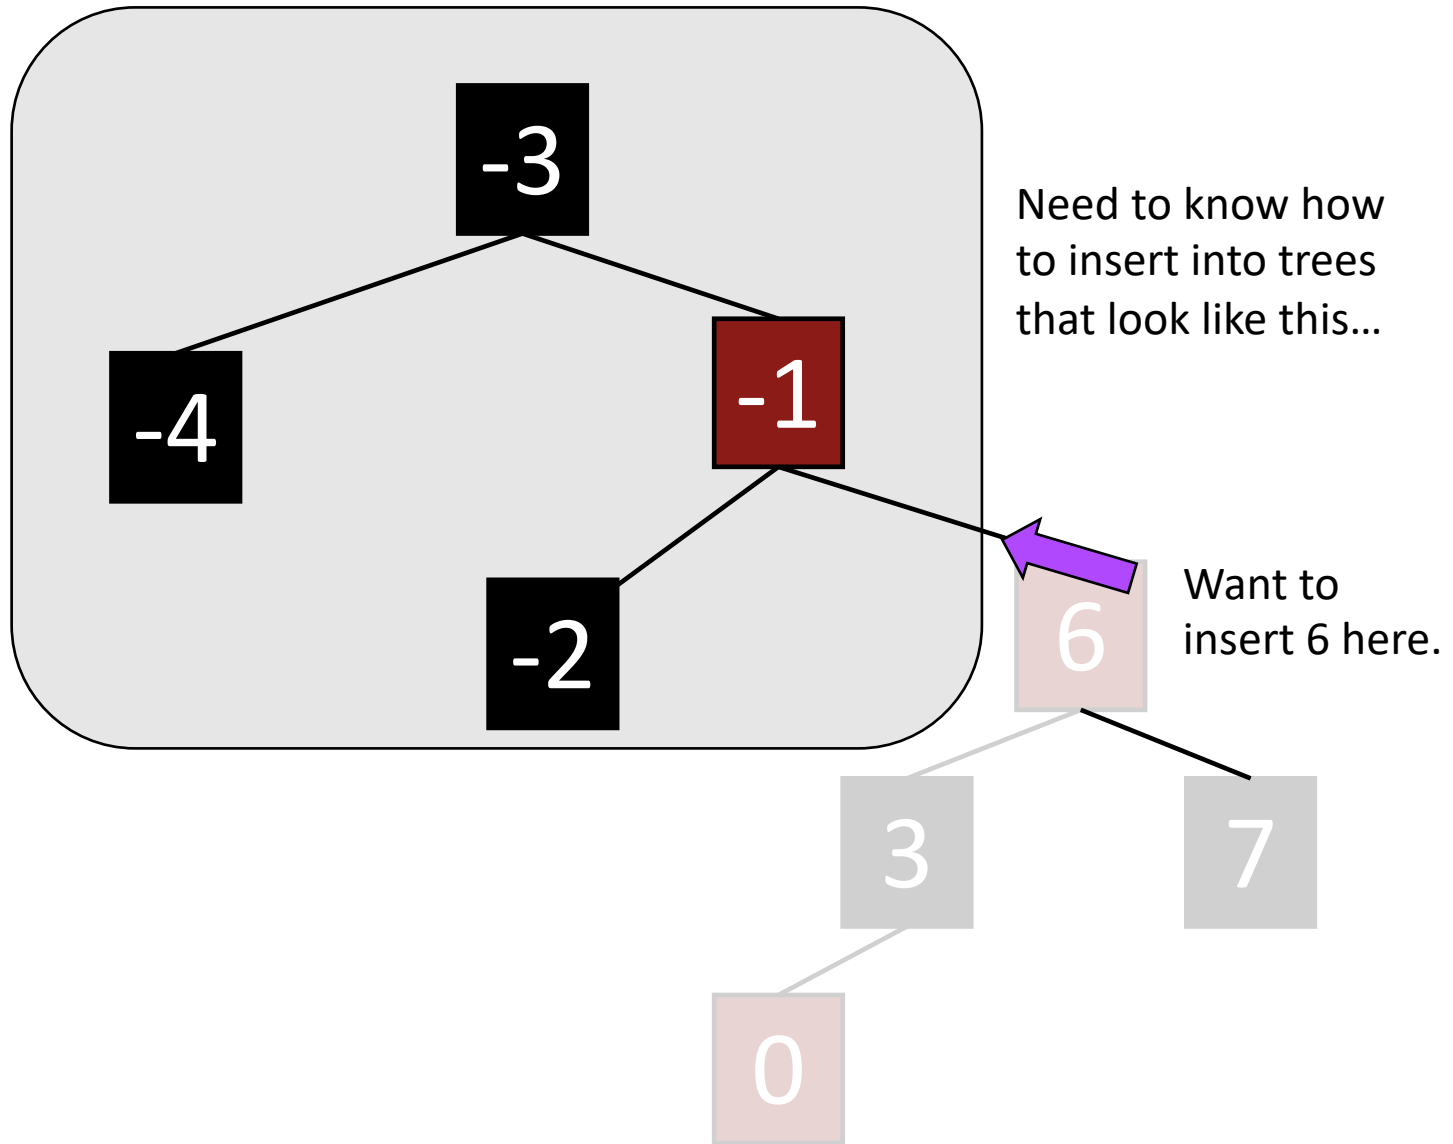 -3
Need to know how
to insert into trees
that look like this…
-4
-1
Want to
insert 6 here.
6
-2
3
7
0